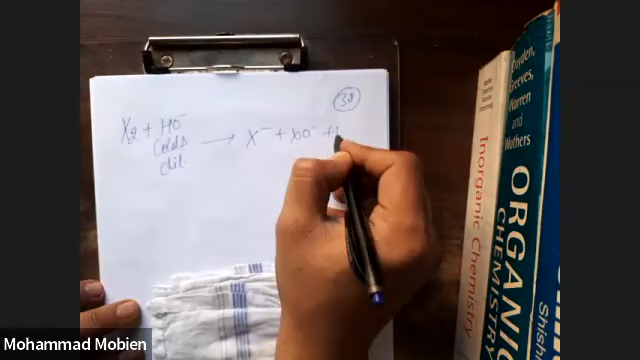 38
X₂ + HO⁻ → X⁻ + XO⁻ +
Cold &
dil.
Inorganic Chemistry
Clayden,
Greeves,
Warren
and
Wothers
ORGANIC
CHEMISTRY
Mohammad Mobien